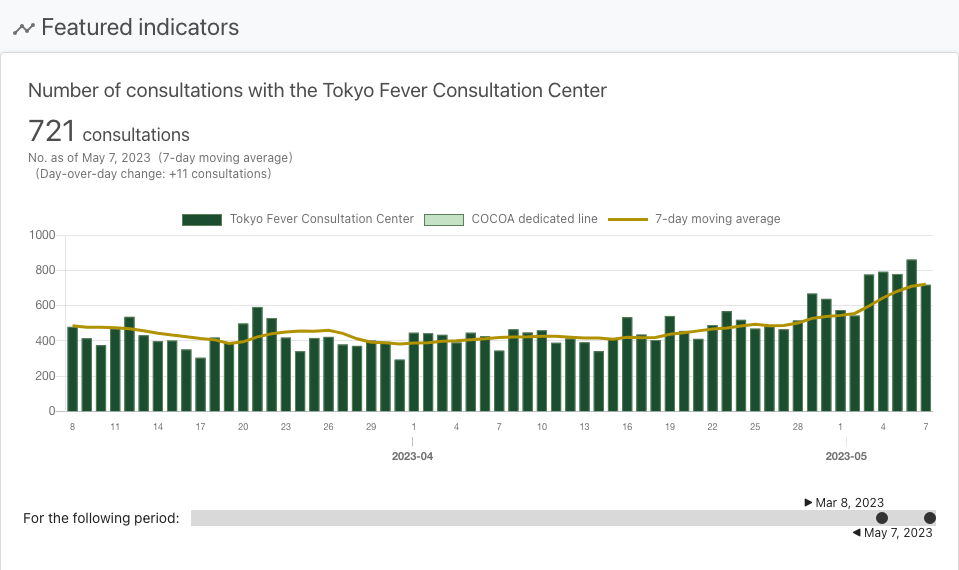 Featured indicators
Number of consultations with the Tokyo Fever Consultation Center
721 consultations
No. as of May 7, 2023 (7-day moving average)
(Day-over-day change: +11 consultations)
Tokyo Fever Consultation Center COCOA dedicated line 7-day moving average
1000
800
600
400
200
0
8 11 14 17 20 23 26 29 1 4 7 10 13 16 19 22 25 28 1 4 7
2023-04 2023-05
Mar 8, 2023
For the following period:
May 7, 2023